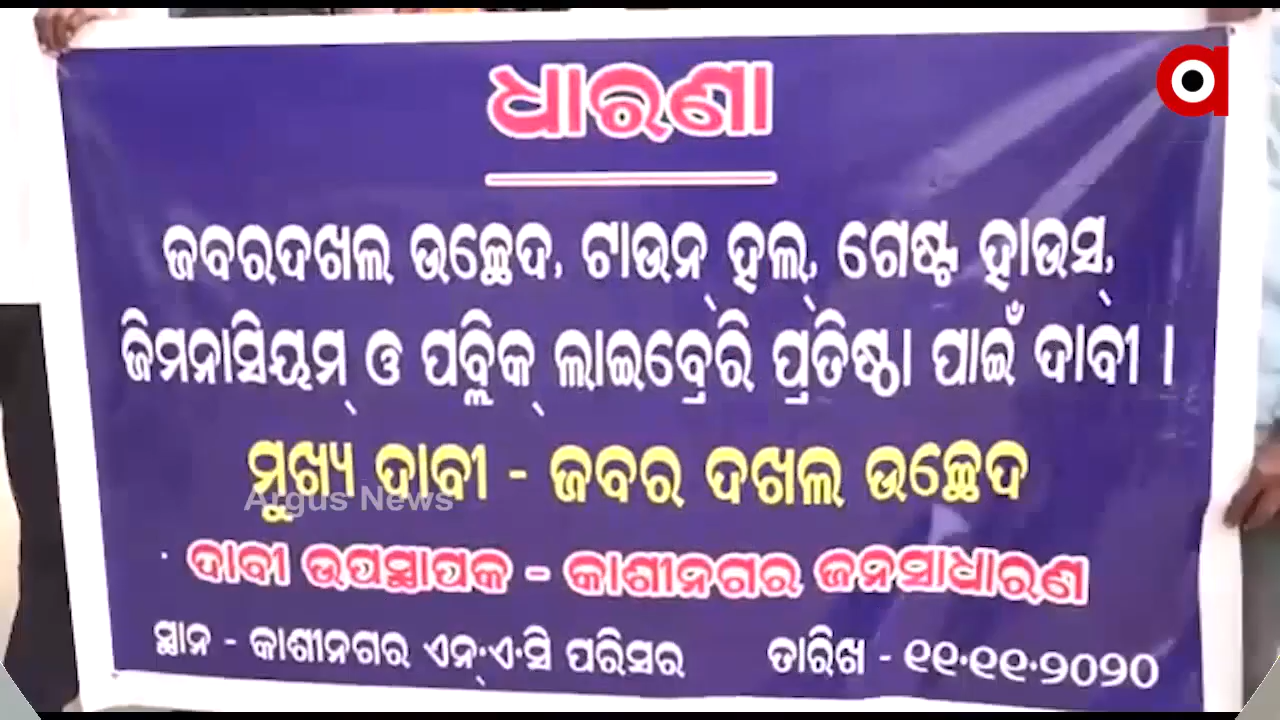 ଧାରଣା
ଜବରଦଖଲ ଉଚ୍ଛେଦ, ଟାଉନ୍ ହଲ୍, ଗେଷ୍ଟ ହାଉସ୍,
ଜିମନାସିୟମ୍ ଓ ପବ୍ଲିକ୍ ଲାଇବ୍ରେରି ପ୍ରତିଷ୍ଠା ପାଇଁ ଦାବୀ ।
ମୁଖ୍ୟ ଦାବୀ - ଜବର ଦଖଲ ଉଚ୍ଛେଦ
Argus News
ଦାବୀ ଉପସ୍ଥାପକ - କାଶୀନଗର ଜନସାଧାରଣ
ସ୍ଥାନ - କାଶୀନଗର ଏନ୍.ଏ.ସି ପରିସର ତାରିଖ - ୧୧.୧୧.୨୦୨୦